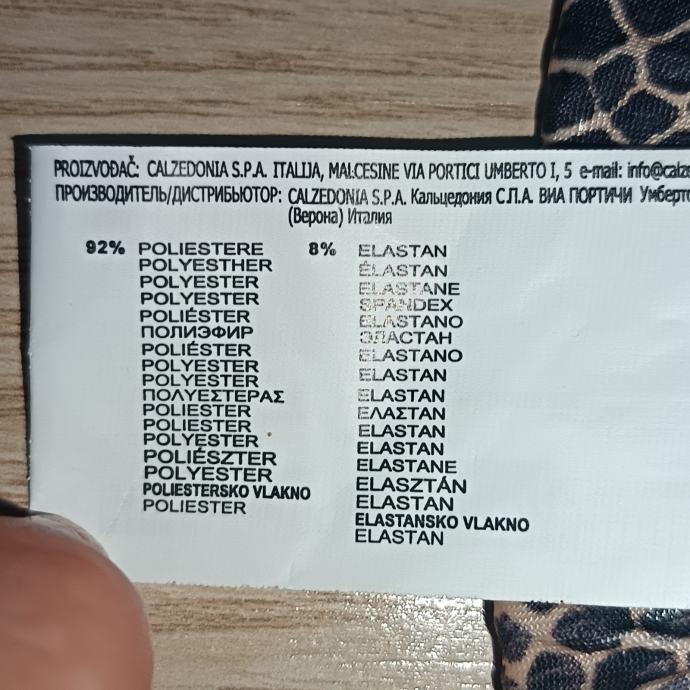 PROIZVOĐAČ: CALZEDONIA S.P.A. ITALIJA, MALCESINE VIA PORTICI UMBERTO I, 5 e-mail: info@calze
ПРОИЗВОДИТЕЛЬ/ДИСТРИБЬЮТОР: CALZEDONIA S.P.A. Кальцедония С.П.А. ВИА ПОРТИЧИ Умберто
(Верона) Италия
92% POLIESTERE 8% ELASTAN
POLYESTHER ÉLASTAN
POLYESTER ELASTANE
POLYESTER SPANDEX
POLIÉSTER ELASTANO
ПОЛИЭФИР ЭЛАСТАН
POLIÉSTER ELASTANO
POLYESTER ELASTAN
POLYESTER ELASTAN
ΠΟΛΥΕΣΤΕΡΑΣ ΕΛΑΣΤΑΝ
POLIESTER ELASTAN
POLIESTER ELASTAN
POLYESTER ELASTANE
POLIÉSZTER ELASZTÁN
POLYESTER ELASTAN
POLIESTERSKO VLAKNO ELASTANSKO VLAKNO
POLIESTER ELASTAN